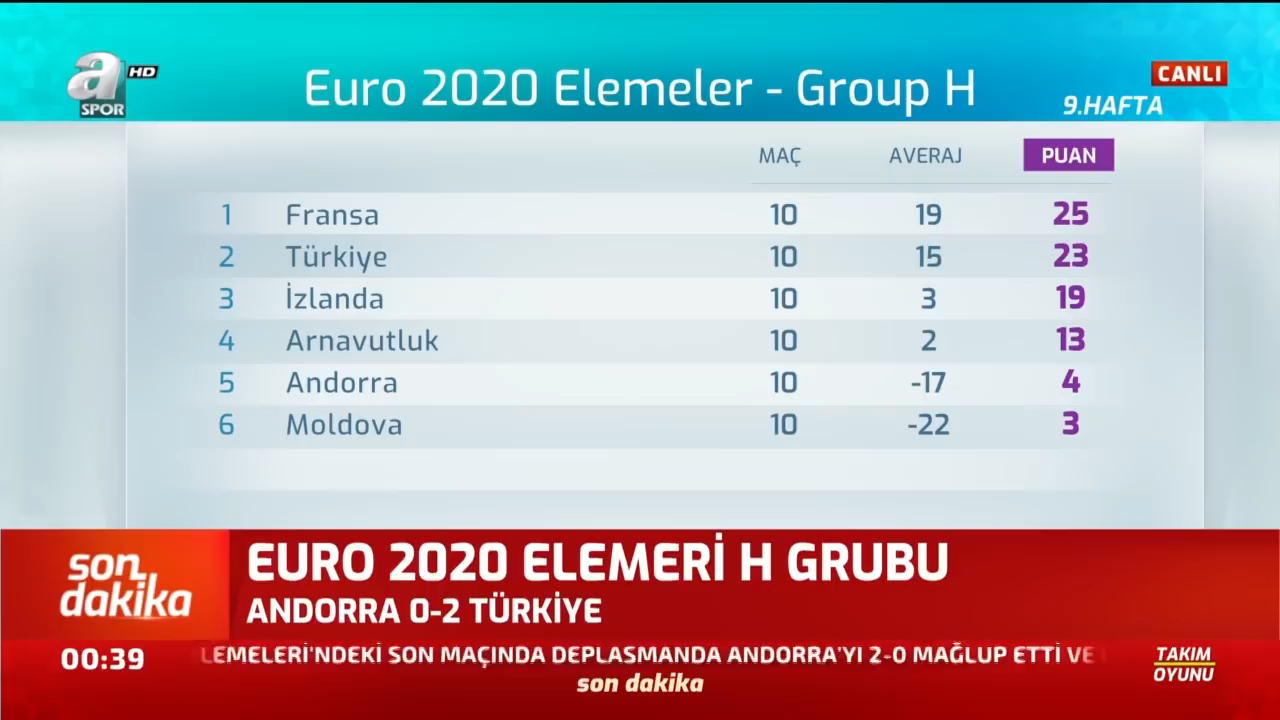 a HD
SPOR
Euro 2020 Elemeler - Group H
CANLI
9.HAFTA
MAÇ AVERAJ PUAN
1 Fransa 10 19 25
2 Türkiye 10 15 23
3 İzlanda 10 3 19
4 Arnavutluk 10 2 13
5 Andorra 10 -17 4
6 Moldova 10 -22 3
son dakika
EURO 2020 ELEMERİ H GRUBU
ANDORRA 0-2 TÜRKİYE
00:39
LEMELERİ'NDEKİ SON MAÇINDA DEPLASMANDA ANDORRA'YI 2-0 MAĞLUP ETTİ VE
son dakika
TAKIM
OYUNU